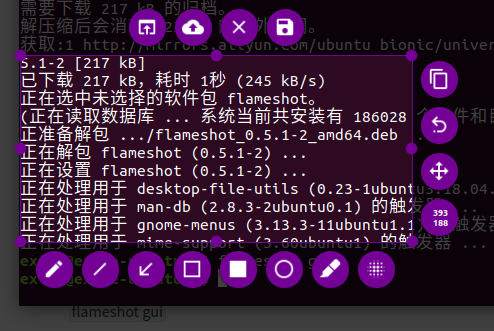 需要下载 217 kB 的归档。
解压缩后会消
获取:1 http://mirrors.aliyun.com/ubuntu bionic/univer
5.1-2 [217 kB]
已下载 217 kB，耗时 1秒 (245 kB/s)
正在选中未选择的软件包 flameshot。
(正在读取数据库 ... 系统当前共安装有 186028 个文件和目
正准备解包 .../flameshot_0.5.1-2_amd64.deb ...
正在解包 flameshot (0.5.1-2) ...
正在设置 flameshot (0.5.1-2) ...
正在处理用于 desktop-file-utils (0.23-1ubuntu3.18.04.
正在处理用于 man-db (2.8.3-2ubuntu0.1) 的触发器 ...
正在处理用于 gnome-menus (3.13.3-11ubuntu1.1 触发器
正在处理用于 mime-support (3.60ubuntu1) 的触发器 ...
393
188
flameshot gui